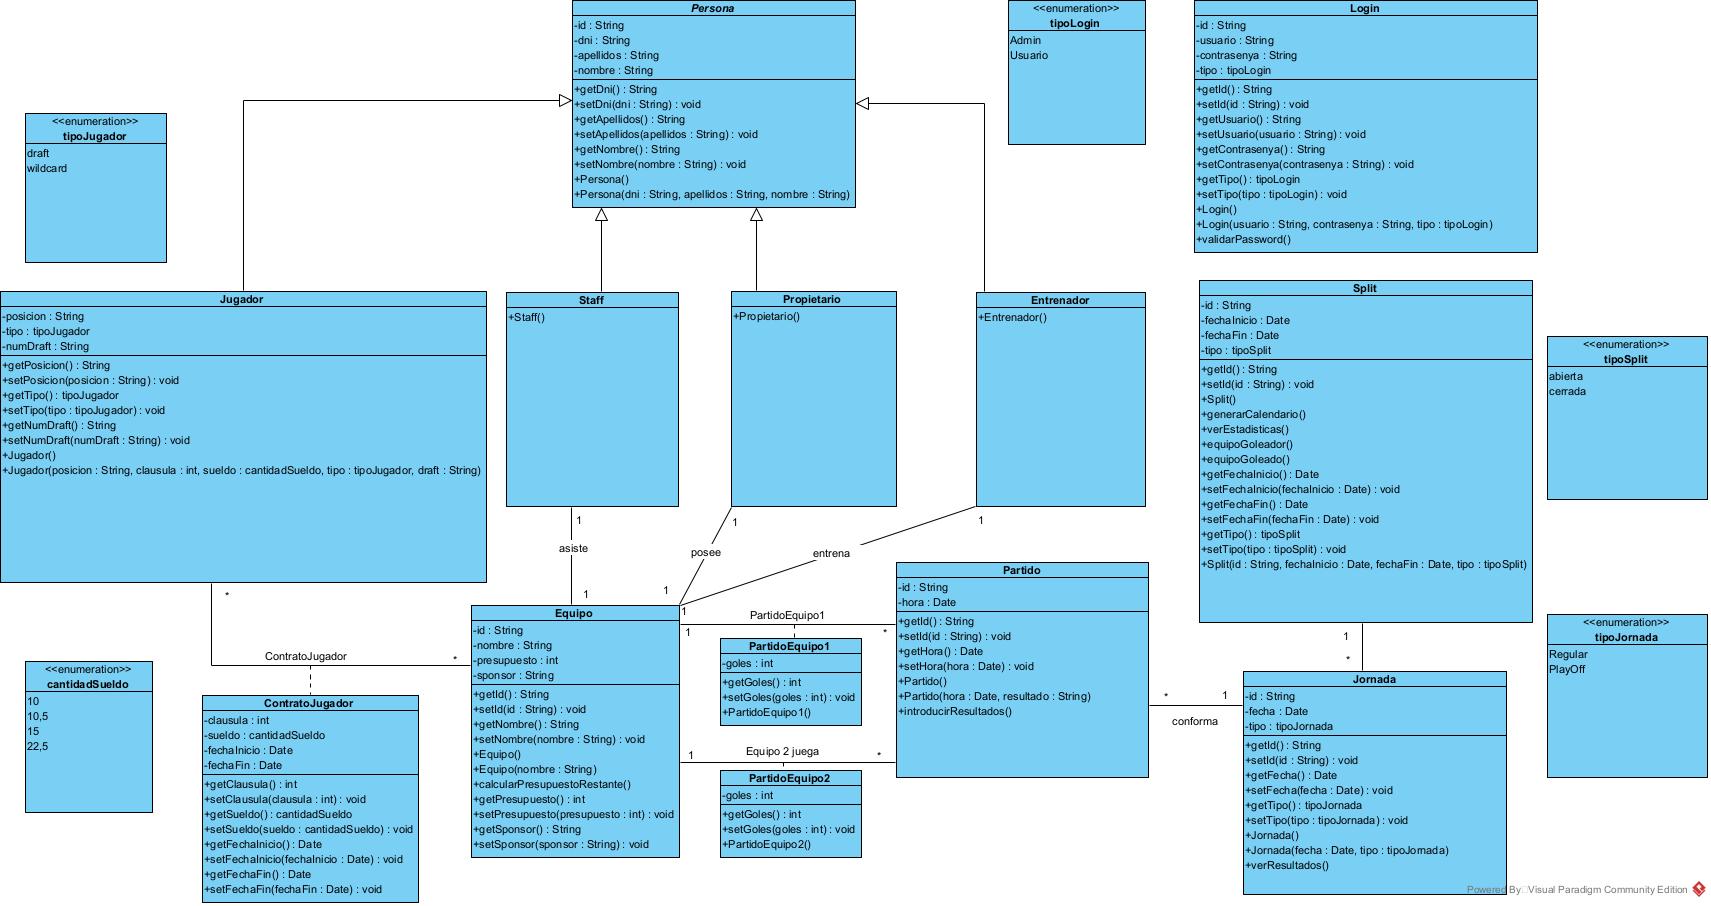 Persona
-id : String
-dni : String
-apellidos : String
-nombre : String
+getDni() : String
+setDni(dni : String) : void
+getApellidos() : String
+setApellidos(apellidos : String) : void
+getNombre() : String
+setNombre(nombre : String) : void
+Persona()
+Persona(dni : String, apellidos : String, nombre : String)
<<enumeration>>
tipoLogin
Admin
Usuario
Login
-id : String
-usuario : String
-contrasenya : String
-tipo : tipoLogin
+getId() : String
+setId(id : String) : void
+getUsuario() : String
+setUsuario(usuario : String) : void
+getContrasenya() : String
+setContrasenya(contrasenya : String) : void
+getTipo() : tipoLogin
+setTipo(tipo : tipoLogin) : void
+Login()
+Login(usuario : String, contrasenya : String, tipo : tipoLogin)
+validarPassword()
<<enumeration>>
tipoJugador
draft
wildcard
Jugador
-posicion : String
-tipo : tipoJugador
-numDraft : String
+getPosicion() : String
+setPosicion(posicion : String) : void
+getTipo() : tipoJugador
+setTipo(tipo : tipoJugador) : void
+getNumDraft() : String
+setNumDraft(numDraft : String) : void
+Jugador()
+Jugador(posicion : String, clausula : int, sueldo : cantidadSueldo, tipo : tipoJugador, draft : String)
Staff
+Staff()
Propietario
+Propietario()
Entrenador
+Entrenador()
Split
-id : String
-fechaInicio : Date
-fechaFin : Date
-tipo : tipoSplit
+getId() : String
+setId(id : String) : void
+Split()
+generarCalendario()
+verEstadisticas()
+equipoGoleador()
+equipoGoleado()
+getFechaInicio() : Date
+setFechaInicio(fechaInicio : Date) : void
+getFechaFin() : Date
+setFechaFin(fechaFin : Date) : void
+getTipo() : tipoSplit
+setTipo(tipo : tipoSplit) : void
+Split(id : String, fechaInicio : Date, fechaFin : Date, tipo : tipoSplit)
<<enumeration>>
tipoSplit
abierta
cerrada
1
asiste
1
1
posee
1
1
entrena
1
*
ContratoJugador
*
<<enumeration>>
cantidadSueldo
10
10,5
15
22,5
ContratoJugador
-clausula : int
-sueldo : cantidadSueldo
-fechaInicio : Date
-fechaFin : Date
+getClausula() : int
+setClausula(clausula : int) : void
+getSueldo() : cantidadSueldo
+setSueldo(sueldo : cantidadSueldo) : void
+getFechaInicio() : Date
+setFechaInicio(fechaInicio : Date) : void
+getFechaFin() : Date
+setFechaFin(fechaFin : Date) : void
Equipo
-id : String
-nombre : String
-presupuesto : int
-sponsor : String
+getId() : String
+setId(id : String) : void
+getNombre() : String
+setNombre(nombre : String) : void
+Equipo()
+Equipo(nombre : String)
+calcularPresupuestoRestante()
+getPresupuesto() : int
+setPresupuesto(presupuesto : int) : void
+getSponsor() : String
+setSponsor(sponsor : String) : void
PartidoEquipo1
1
*
PartidoEquipo1
-goles : int
+getGoles() : int
+setGoles(goles : int) : void
+PartidoEquipo1()
Equipo 2 juega
1
*
PartidoEquipo2
-goles : int
+getGoles() : int
+setGoles(goles : int) : void
+PartidoEquipo2()
Partido
-id : String
-hora : Date
+getId() : String
+setId(id : String) : void
+getHora() : Date
+setHora(hora : Date) : void
+Partido()
+Partido(hora : Date, resultado : String)
+introducirResultados()
*
1
conforma
1
*
Jornada
-id : String
-fecha : Date
-tipo : tipoJornada
+getId() : String
+setId(id : String) : void
+getFecha() : Date
+setFecha(fecha : Date) : void
+getTipo() : tipoJornada
+setTipo(tipo : tipoJornada) : void
+Jornada()
+Jornada(fecha : Date, tipo : tipoJornada)
+verResultados()
<<enumeration>>
tipoJornada
Regular
PlayOff
Powered By Visual Paradigm Community Edition